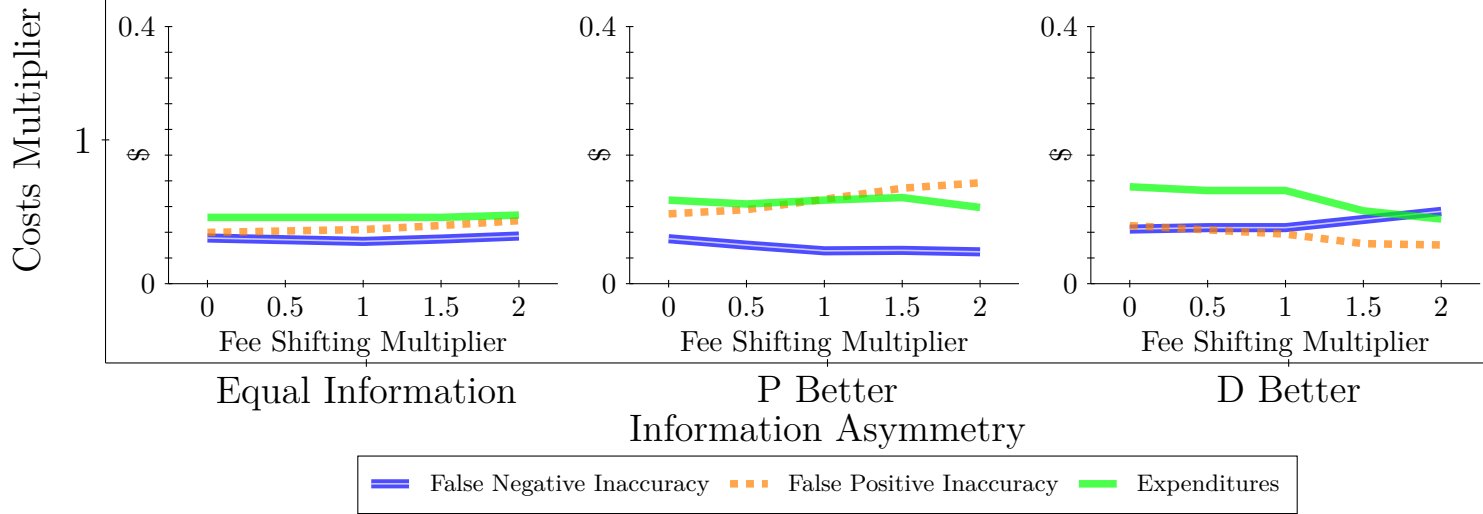 Costs Multiplier
1
0.4
$
0
0 0.5 1 1.5 2
Fee Shifting Multiplier
0.4
$
0
0 0.5 1 1.5 2
Fee Shifting Multiplier
0.4
$
0
0 0.5 1 1.5 2
Fee Shifting Multiplier
Equal Information
P Better
D Better
Information Asymmetry
False Negative Inaccuracy False Positive Inaccuracy Expenditures